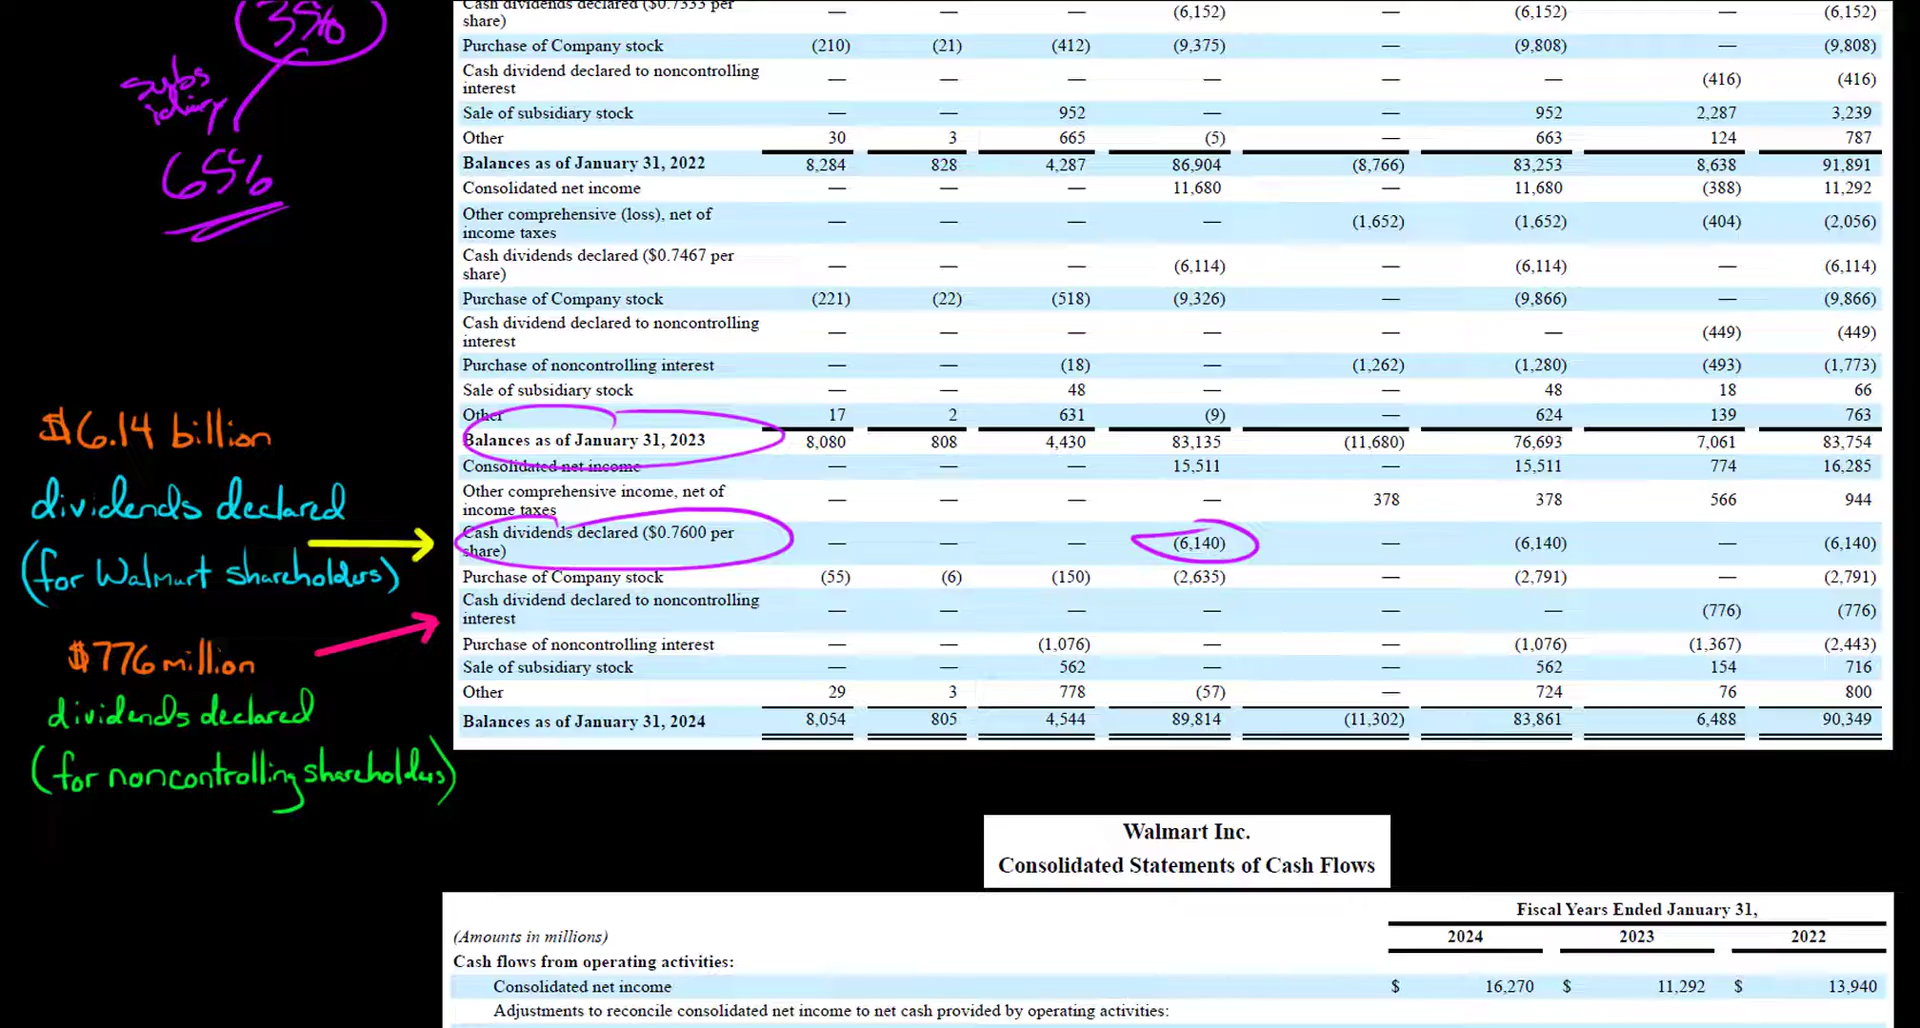 35%
subs
idiary
65%
Cash dividends declared ($0.7333 per
share) — — — (6,152) — (6,152) — (6,152)
Purchase of Company stock (210) (21) (412) (9,375) — (9,808) — (9,808)
Cash dividend declared to noncontrolling
interest — — — — — — (416) (416)
Sale of subsidiary stock — — 952 — — 952 2,287 3,239
Other 30 3 665 (5) — 663 124 787
Balances as of January 31, 2022 8,284 828 4,287 86,904 (8,766) 83,253 8,638 91,891
Consolidated net income — — — 11,680 — 11,680 (388) 11,292
Other comprehensive (loss), net of
income taxes — — — — (1,652) (1,652) (404) (2,056)
Cash dividends declared ($0.7467 per
share) — — — (6,114) — (6,114) — (6,114)
Purchase of Company stock (221) (22) (518) (9,326) — (9,866) — (9,866)
Cash dividend declared to noncontrolling
interest — — — — — — (449) (449)
Purchase of noncontrolling interest — — (18) — (1,262) (1,280) (493) (1,773)
Sale of subsidiary stock — — 48 — — 48 18 66
Other 17 2 631 (9) — 624 139 763
Balances as of January 31, 2023 8,080 808 4,430 83,135 (11,680) 76,693 7,061 83,754
Consolidated net income — — — 15,511 — 15,511 774 16,285
Other comprehensive income, net of
income taxes — — — — 378 378 566 944
Cash dividends declared ($0.7600 per
share) — — — (6,140) — (6,140) — (6,140)
Purchase of Company stock (55) (6) (150) (2,635) — (2,791) — (2,791)
Cash dividend declared to noncontrolling
interest — — — — — — (776) (776)
Purchase of noncontrolling interest — — (1,076) — — (1,076) (1,367) (2,443)
Sale of subsidiary stock — — 562 — — 562 154 716
Other 29 3 778 (57) — 724 76 800
Balances as of January 31, 2024 8,054 805 4,544 89,814 (11,302) 83,861 6,488 90,349
$6.14 billion
dividends declared
(for Walmart shareholders)
$776 million
dividends declared
(for noncontrolling shareholders)
Walmart Inc.
Consolidated Statements of Cash Flows
Fiscal Years Ended January 31,
(Amounts in millions) 2024 2023 2022
Cash flows from operating activities:
Consolidated net income $ 16,270 $ 11,292 $ 13,940
Adjustments to reconcile consolidated net income to net cash provided by operating activities: